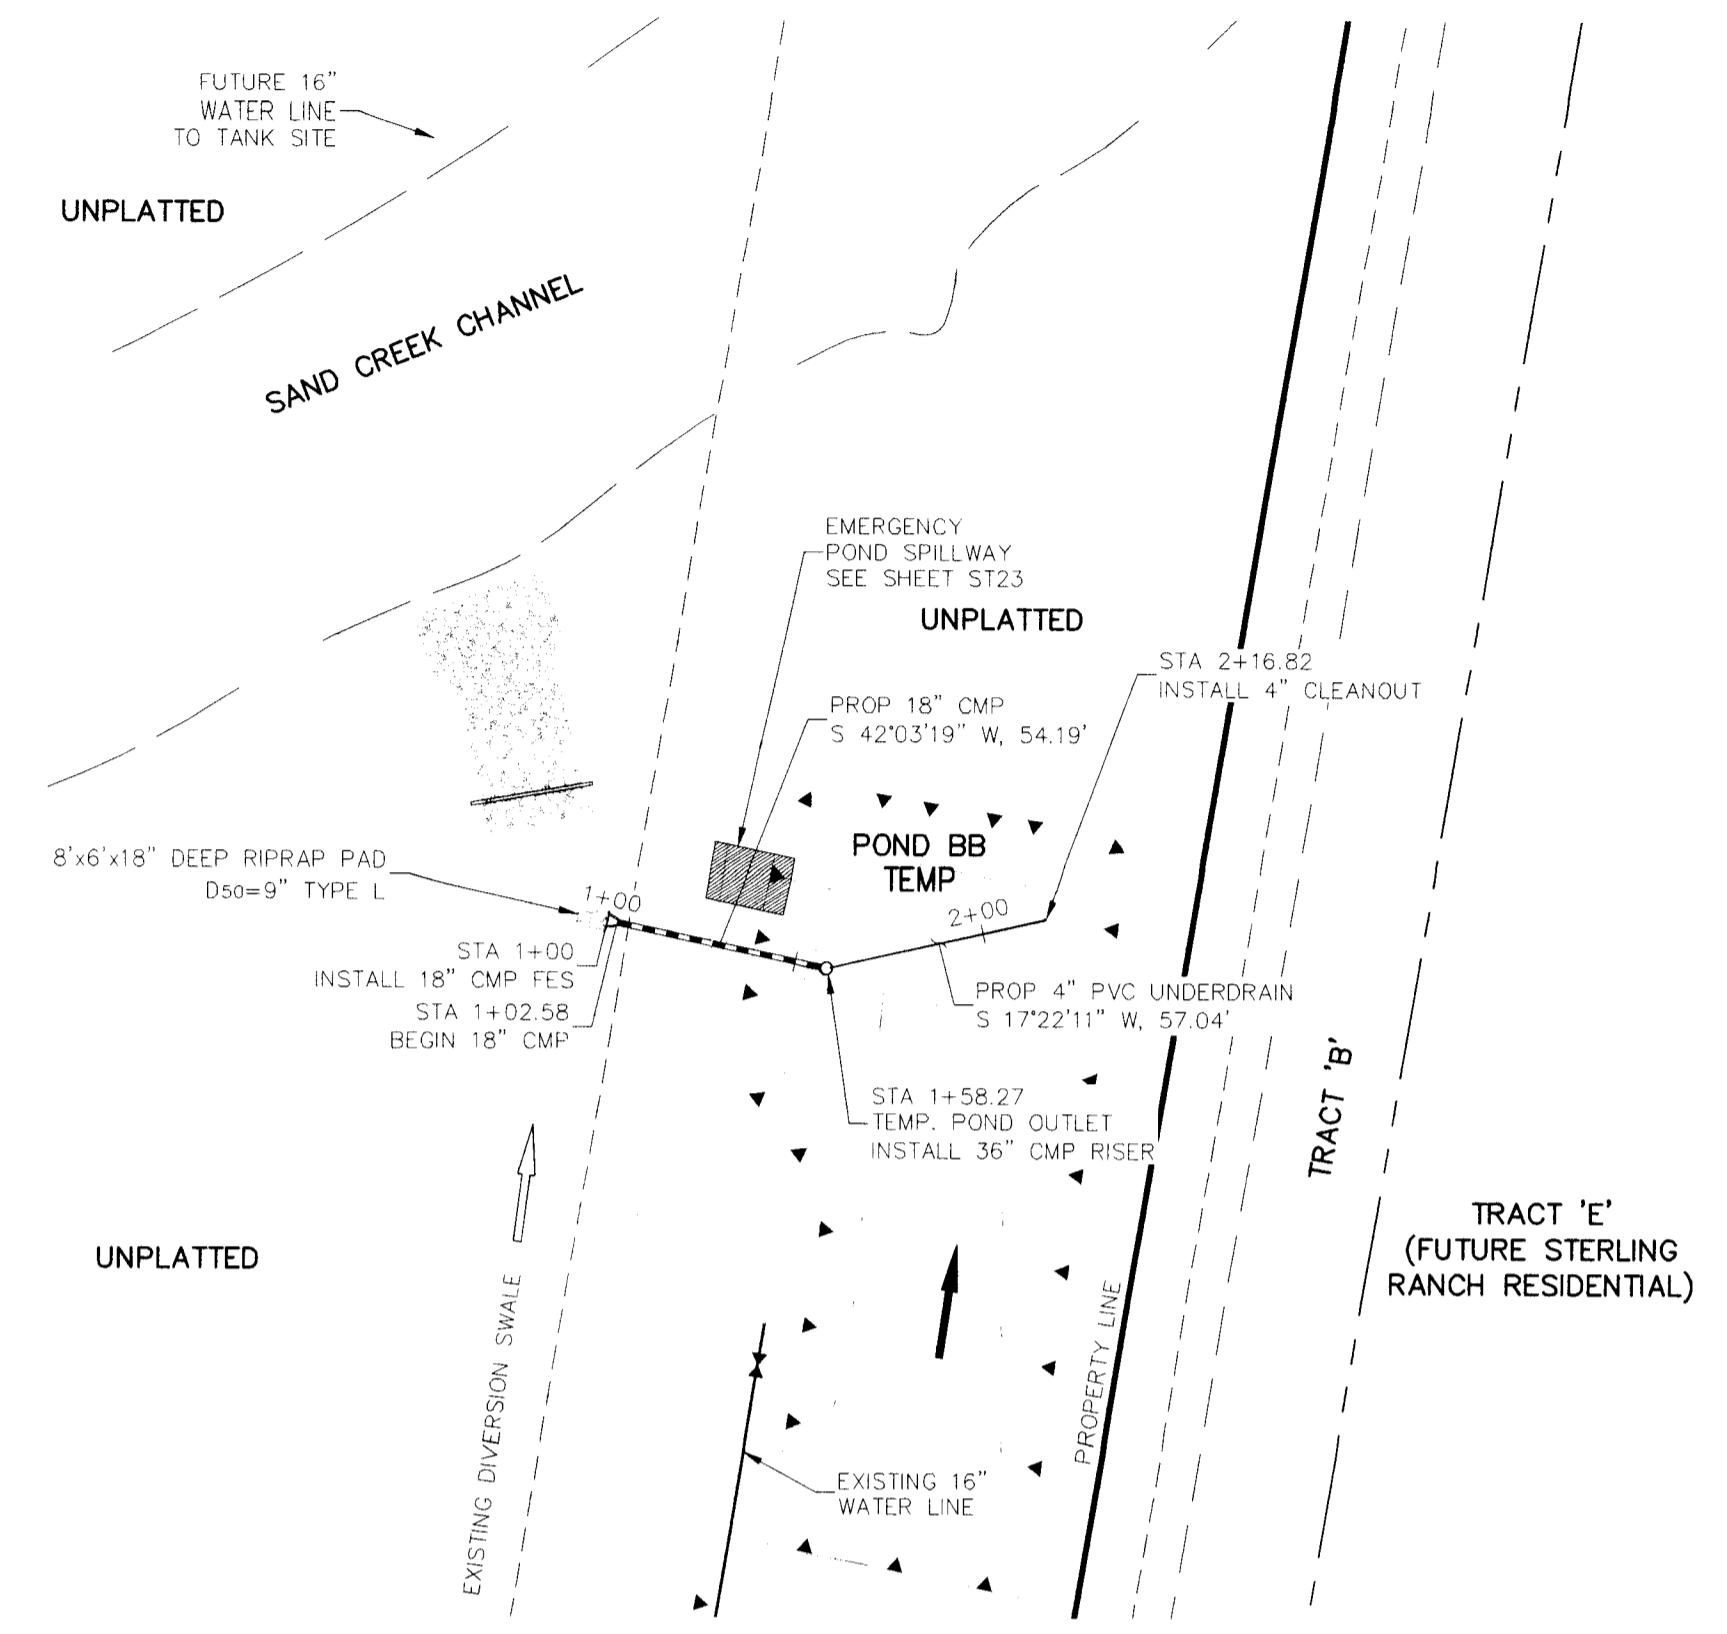 FUTURE 16"
WATER LINE
TO TANK SITE
UNPLATTED
SAND CREEK CHANNEL
EMERGENCY
POND SPILLWAY
SEE SHEET ST23
UNPLATTED
STA 2+16.82
INSTALL 4" CLEANOUT
PROP 18" CMP
S 42°03'19" W, 54.19'
POND BB
TEMP
8'x6'x18" DEEP RIPRAP PAD
D50=9" TYPE L
1+00
2+00
STA 1+00
INSTALL 18" CMP FES
STA 1+02.58
BEGIN 18" CMP
PROP 4" PVC UNDERDRAIN
S 17°22'11" W, 57.04'
STA 1+58.27
TEMP. POND OUTLET
INSTALL 36" CMP RISER
TRACT 'B'
TRACT 'E'
(FUTURE STERLING
RANCH RESIDENTIAL)
UNPLATTED
EXISTING DIVERSION SWALE
PROPERTY LINE
EXISTING 16"
WATER LINE